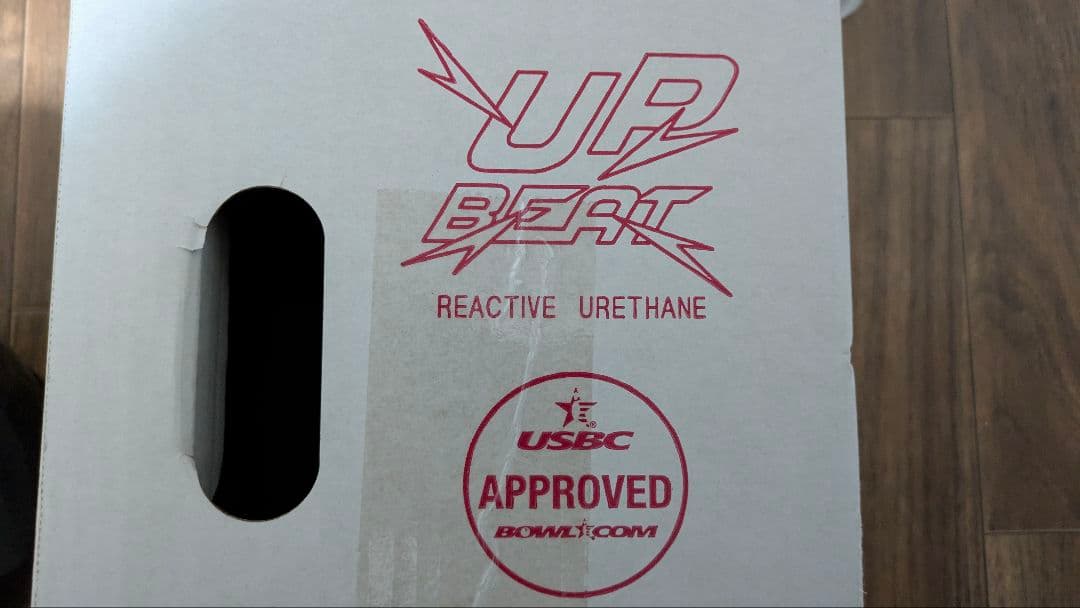 UP
BEAT
REACTIVE URETHANE
USBC
APPROVED
BOWL.COM